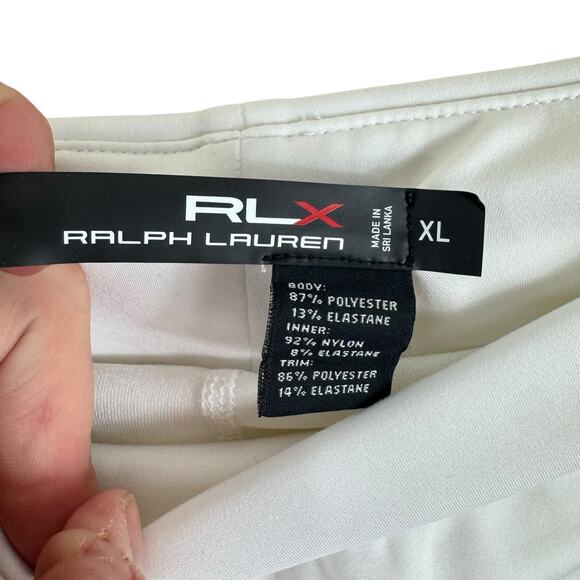 RLX
RALPH LAUREN
MADE IN
SRI LANKA
XL
BODY:
87% POLYESTER
13% ELASTANE
INNER:
92% NYLON
8% ELASTANE
TRIM:
86% POLYESTER
14% ELASTANE